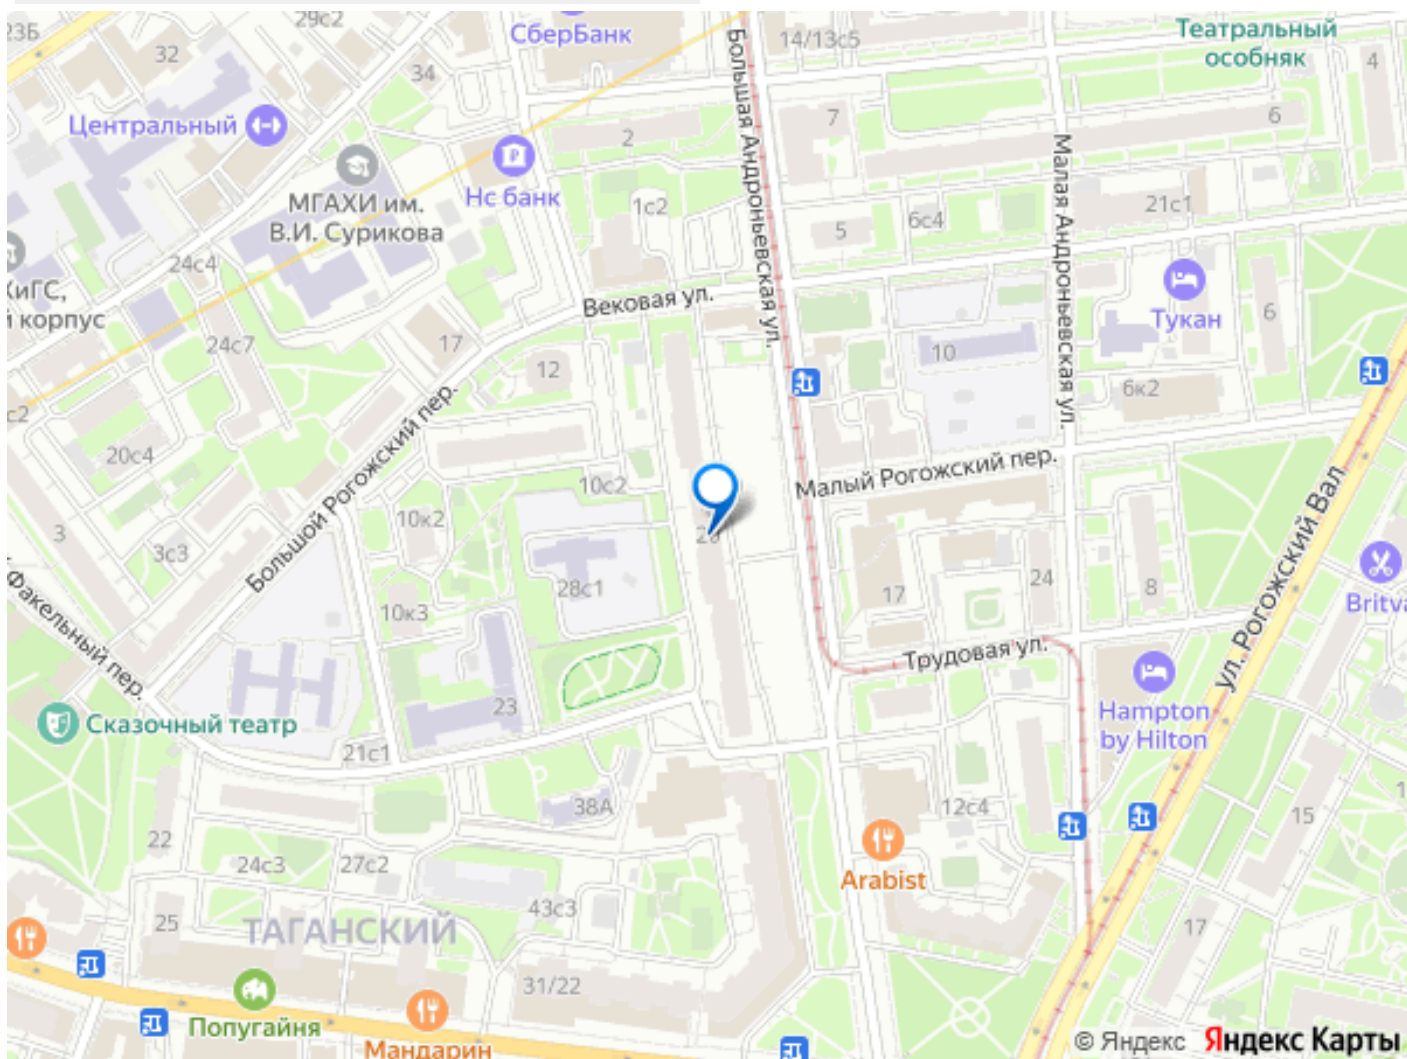 29с2
СберБанк
14/13с5
Театральный
особняк
23Б
32
34
4
Центральный
2
7
6
Большая Андроньевская ул.
Малая Андроньевская ул.
МГАХИ им.
В.И. Сурикова
Нс банк
1с2
5
6с4
21с1
24с4
КиГС,
й корпус
Вековая ул.
Тукан
6
24с7
17
12
10
6к2
с2
20с4
Большой Рогожский пер.
10с2
Малый Рогожский пер.
ул. Рогожский Вал
3
3с3
10к2
28с1
10к3
17
24
8
Britva
Факельный пер.
Трудовая ул.
Сказочный театр
23
21с1
Hampton
by Hilton
22
38А
12с4
15
24с3
27с2
Arabist
25
ТАГАНСКИЙ
43с3
17
31/22
Попугайня
Мандарин
© Яндекс Яндекс Карты